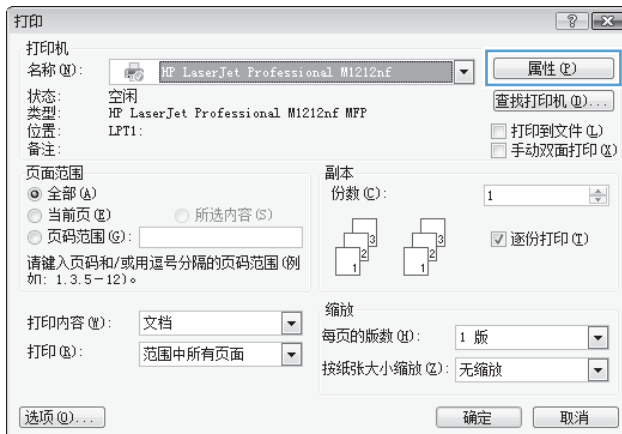 打印
打印机
名称(N): HP LaserJet Professional M1212nf 属性(P)
状态: 空闲 查找打印机(D)...
类型: HP LaserJet Professional M1212nf MFP
位置: LPT1: 打印到文件(L)
备注: 手动双面打印(X)
页面范围 副本
全部(A) 份数(C): 1
当前页(E) 所选内容(S)
页码范围(G): 逐份打印(T)
请键入页码和/或用逗号分隔的页码范围(例
如: 1.3.5-12)。
1 2 3 1 2 3
缩放
打印内容(W): 文档 每页的版数(H): 1 版
打印(R): 范围中所有页面 按纸张大小缩放(Z): 无缩放
选项(O)... 确定 取消